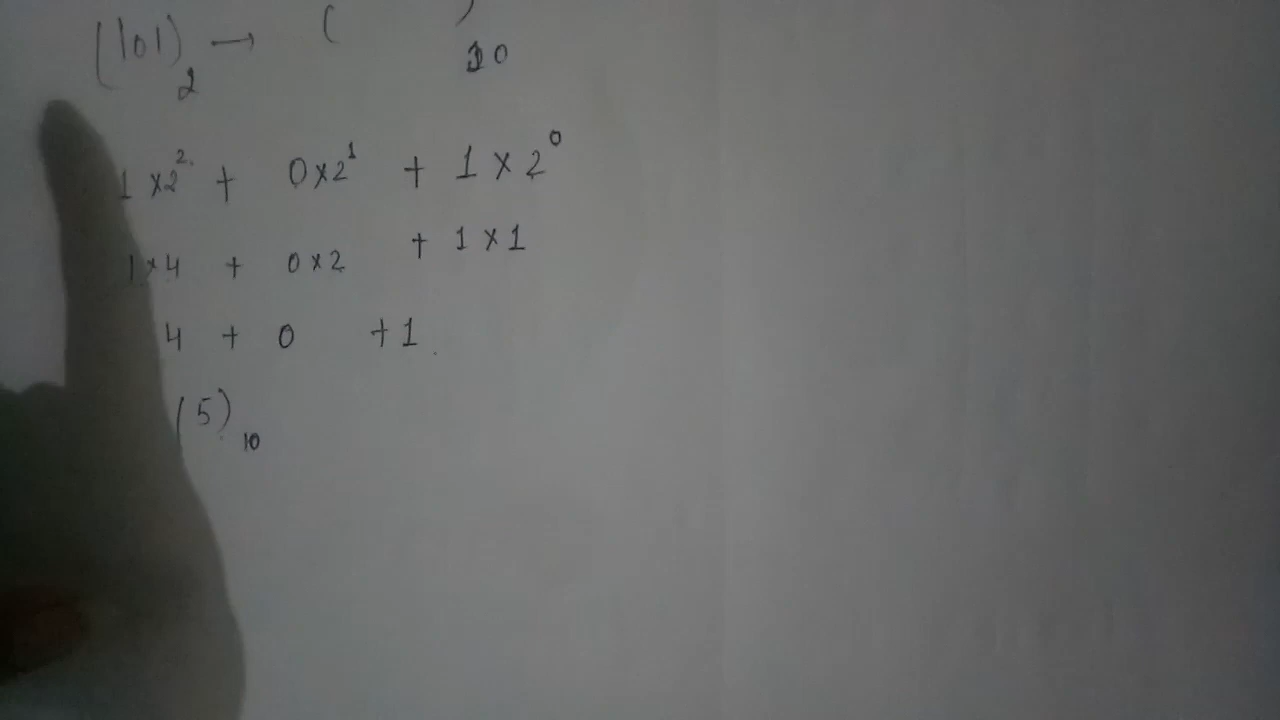 (101)₂ → ( )₁₀
1 × 2² + 0 × 2¹ + 1 × 2⁰
1 × 4 + 0 × 2 + 1 × 1
4 + 0 + 1
(5)₁₀